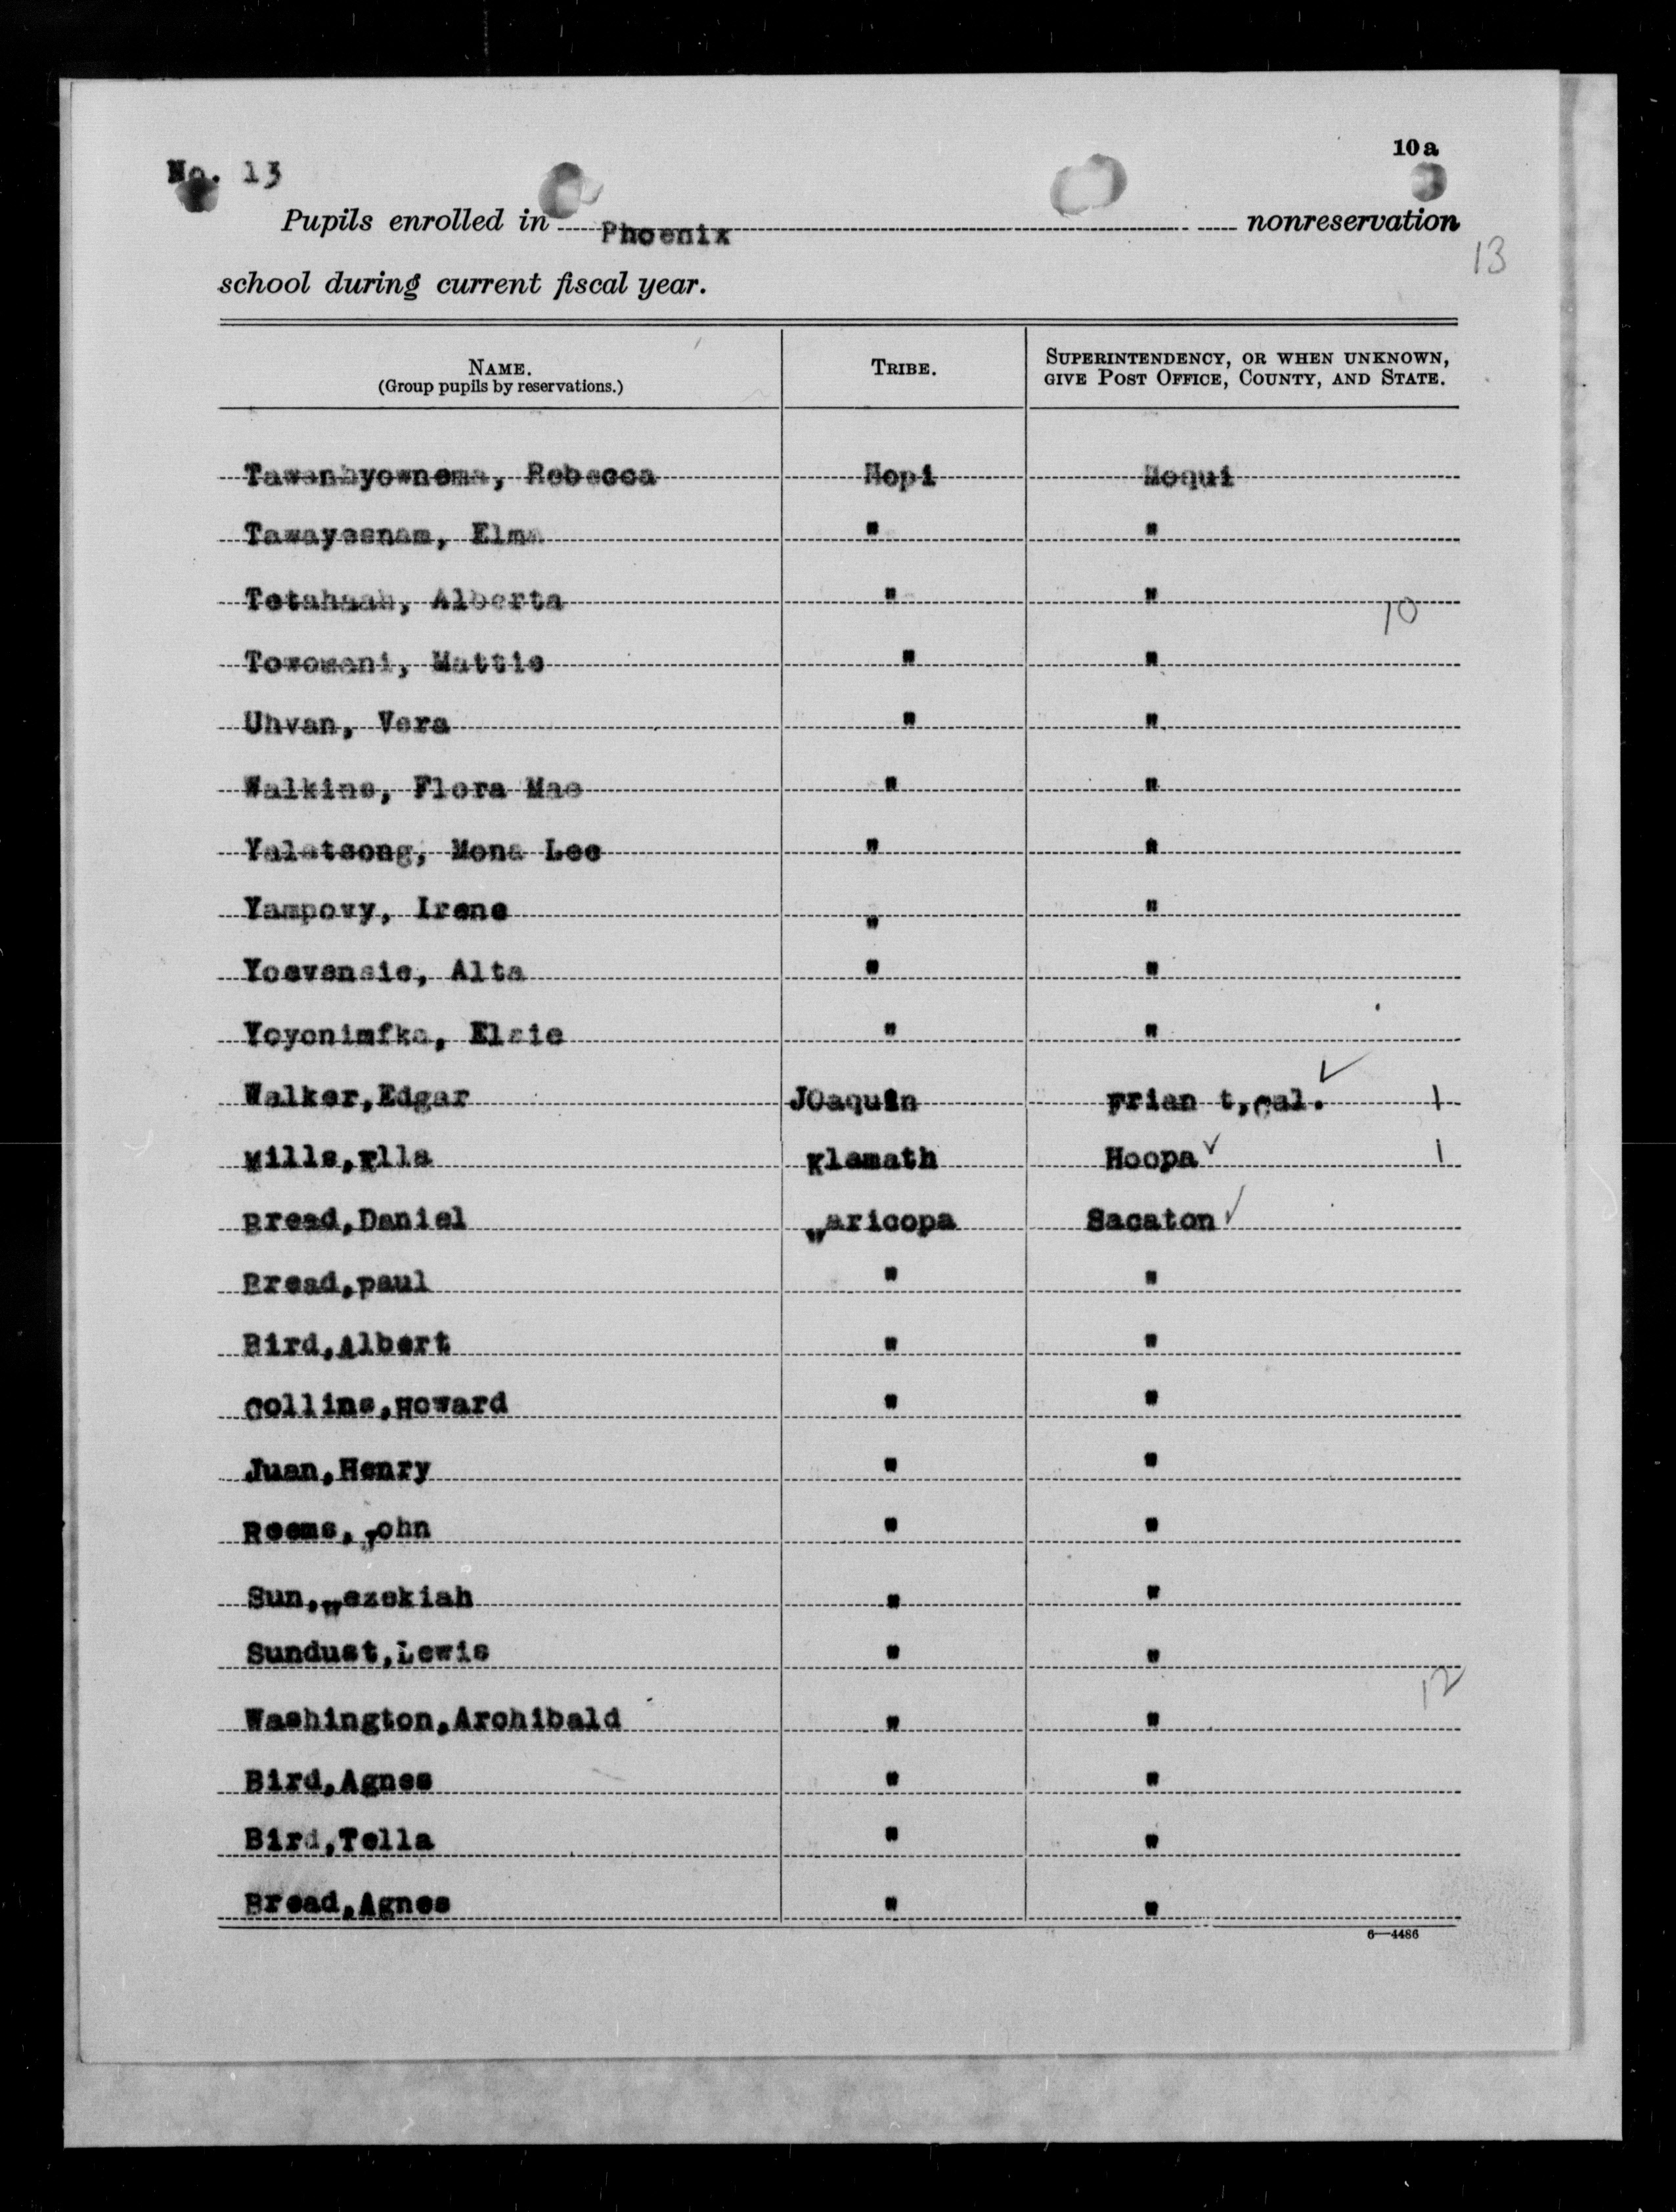 10a
No. 13
Pupils enrolled in Phoenix nonreservation
13
school during current fiscal year.
NAME. TRIBE. SUPERINTENDENCY, OR WHEN UNKNOWN,
(Group pupils by reservations.) GIVE POST OFFICE, COUNTY, AND STATE.
Rebecca Hopi Moqui
Tawayesnam, Elma " "
Tetahaah, Alberta " "
10
Towomani, Mattie " "
Uhvan, Vera " "
Walkins, Flora Mae " "
Yaletsong, Mona Lee " "
Yampovy, Irene " "
Yoevensie, Alta " "
Yoyonimfka, Elsie " "
Walker,Edgar JOaquin Frian t,Cal. ✓ 1
Mills,Ella Klamath Hoopa ✓ 1
Bread,Daniel Maricopa Sacaton ✓
Bread,paul " "
Bird,Albert " "
Collins,Howard " "
Juan,Henry " "
Reems,John " "
Sun,Hezekiah " "
Sundust,Lewis " "
12
Washington,Archibald " "
Bird,Agnes " "
Bird,Tella " "
Bread,Agnes " "
6—4486